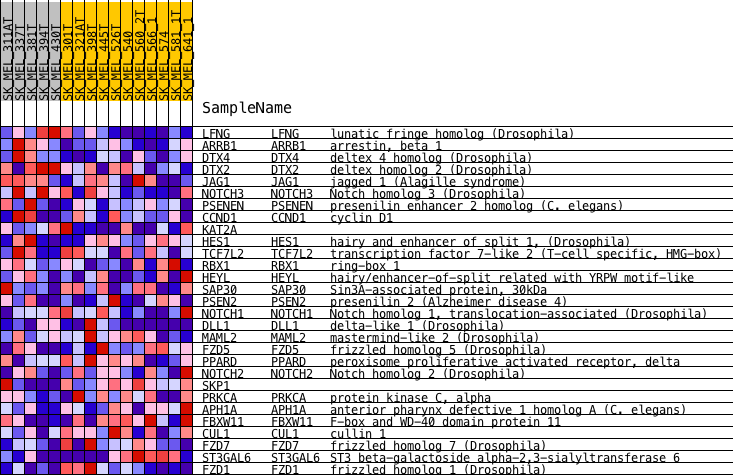 SK_MEL_311AT
SK_MEL_337T
SK_MEL_381T
SK_MEL_394T
SK_MEL_430T
SK_MEL_301T
SK_MEL_321AT
SK_MEL_398T
SK_MEL_445T
SK_MEL_526T
SK_MEL_540
SK_MEL_560_2T
SK_MEL_566_1
SK_MEL_574
SK_MEL_581_1T
SK_MEL_641_1
SampleName
LFNG LFNG lunatic fringe homolog (Drosophila)
ARRB1 ARRB1 arrestin, beta 1
DTX4 DTX4 deltex 4 homolog (Drosophila)
DTX2 DTX2 deltex homolog 2 (Drosophila)
JAG1 JAG1 jagged 1 (Alagille syndrome)
NOTCH3 NOTCH3 Notch homolog 3 (Drosophila)
PSENEN PSENEN presenilin enhancer 2 homolog (C. elegans)
CCND1 CCND1 cyclin D1
KAT2A
HES1 HES1 hairy and enhancer of split 1, (Drosophila)
TCF7L2 TCF7L2 transcription factor 7-like 2 (T-cell specific, HMG-box)
RBX1 RBX1 ring-box 1
HEYL HEYL hairy/enhancer-of-split related with YRPW motif-like
SAP30 SAP30 Sin3A-associated protein, 30kDa
PSEN2 PSEN2 presenilin 2 (Alzheimer disease 4)
NOTCH1 NOTCH1 Notch homolog 1, translocation-associated (Drosophila)
DLL1 DLL1 delta-like 1 (Drosophila)
MAML2 MAML2 mastermind-like 2 (Drosophila)
FZD5 FZD5 frizzled homolog 5 (Drosophila)
PPARD PPARD peroxisome proliferative activated receptor, delta
NOTCH2 NOTCH2 Notch homolog 2 (Drosophila)
SKP1
PRKCA PRKCA protein kinase C, alpha
APH1A APH1A anterior pharynx defective 1 homolog A (C. elegans)
FBXW11 FBXW11 F-box and WD-40 domain protein 11
CUL1 CUL1 cullin 1
FZD7 FZD7 frizzled homolog 7 (Drosophila)
ST3GAL6 ST3GAL6 ST3 beta-galactoside alpha-2,3-sialyltransferase 6
FZD1 FZD1 frizzled homolog 1 (Drosophila)